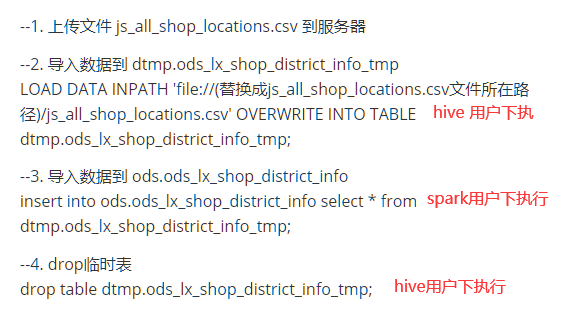 --1. 上传文件 js_all_shop_locations.csv 到服务器
--2. 导入数据到 dtmp.ods_lx_shop_district_info_tmp
LOAD DATA INPATH 'file://(替换成js_all_shop_locations.csv文件所在路
径)/js_all_shop_locations.csv' OVERWRITE INTO TABLE hive 用户下执
dtmp.ods_lx_shop_district_info_tmp;
--3. 导入数据到 ods.ods_lx_shop_district_info
insert into ods.ods_lx_shop_district_info select * from spark用户下执行
dtmp.ods_lx_shop_district_info_tmp;
--4. drop临时表
drop table dtmp.ods_lx_shop_district_info_tmp; hive用户下执行